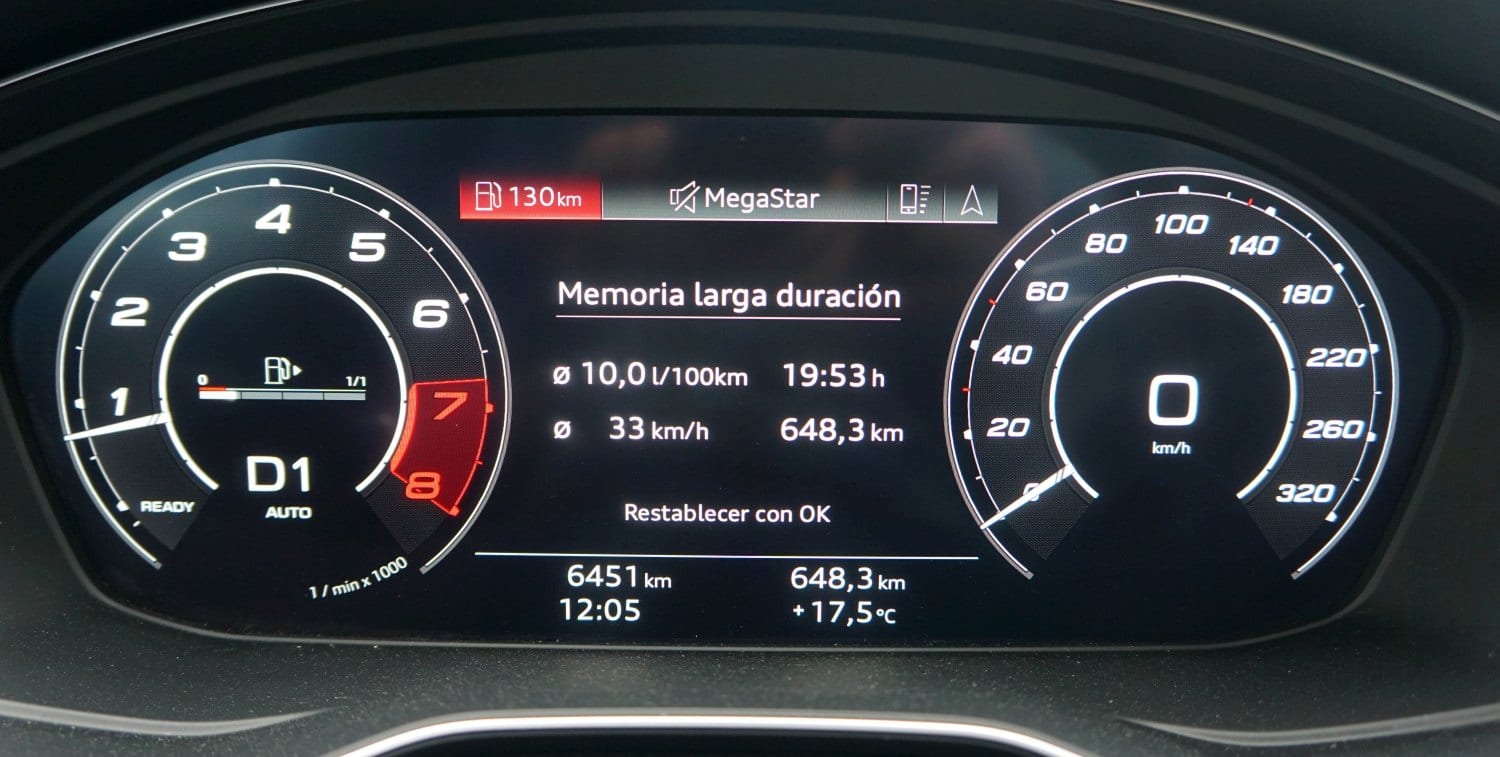 130 km MegaStar
1 2 3 4 5 6 7 8
0 1/1
D1
READY AUTO
1 / min x 1000
Memoria larga duración
ø 10,0 l/100km 19:53 h
ø 33 km/h 648,3 km
Restablecer con OK
6451 km 648,3 km
12:05 +17,5 °C
0 20 40 60 80 100 140 180 220 260 320
0
km/h